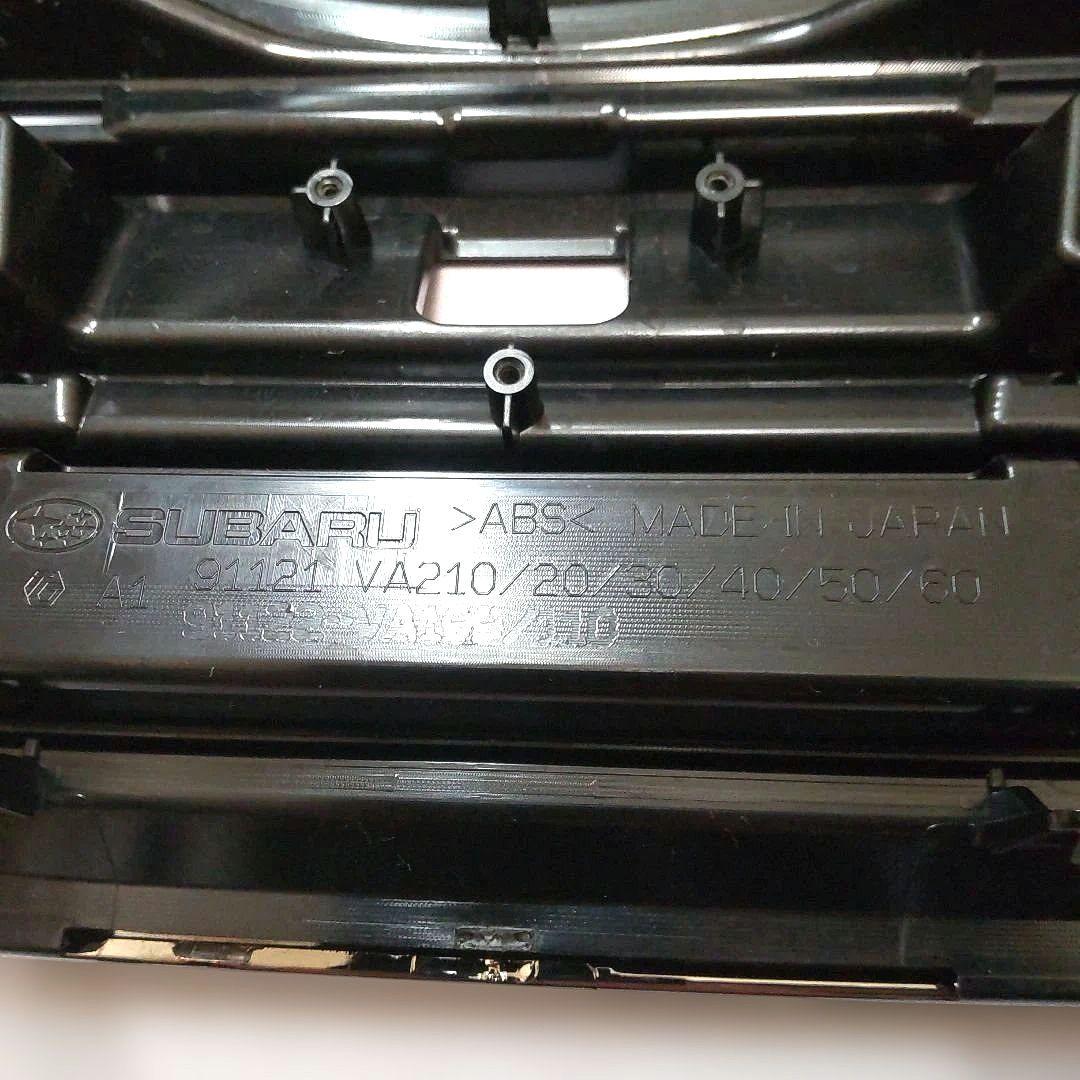 SUBARU >ABS< MADE IN JAPAN
A1 91121 VA210/20/30/40/50/60